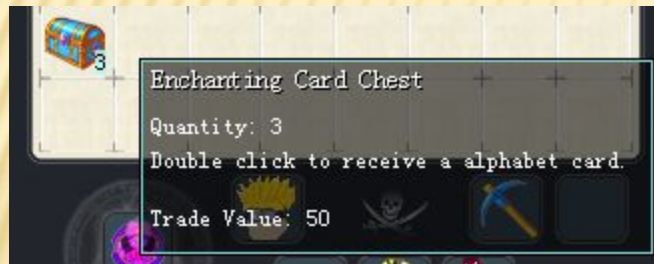 3
Enchanting Card Chest
Quantity: 3
Double click to receive a alphabet card.
Trade Value: 50